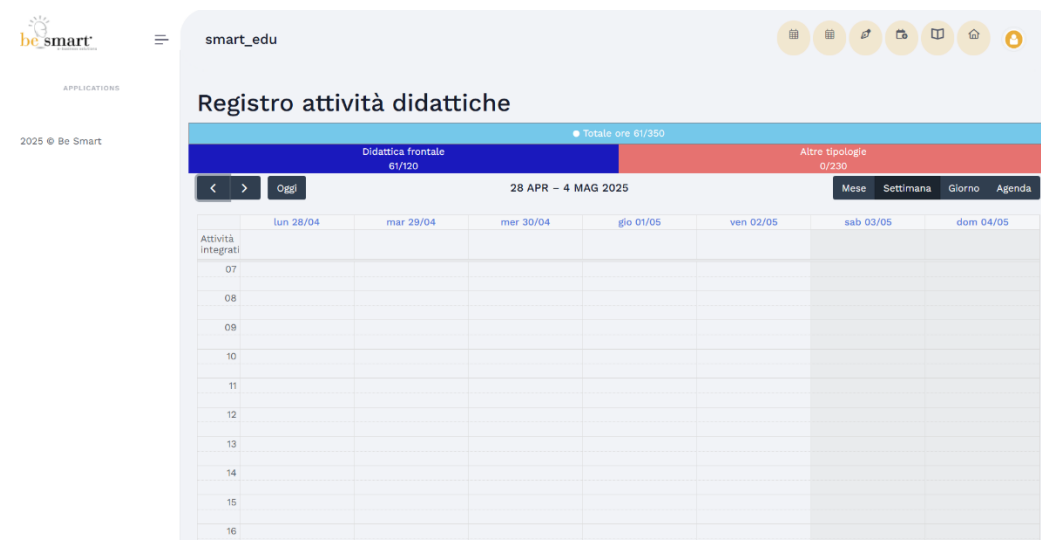 be smart
smart_edu
APPLICATIONS
2025 © Be Smart
Registro attività didattiche
Totale ore 61/350
Didattica frontale
61/120
Altre tipologie
0/230
Oggi
28 APR – 4 MAG 2025
Mese Settimana Giorno Agenda
lun 28/04 mar 29/04 mer 30/04 gio 01/05 ven 02/05 sab 03/05 dom 04/05
Attività
integrati
07
08
09
10
11
12
13
14
15
16